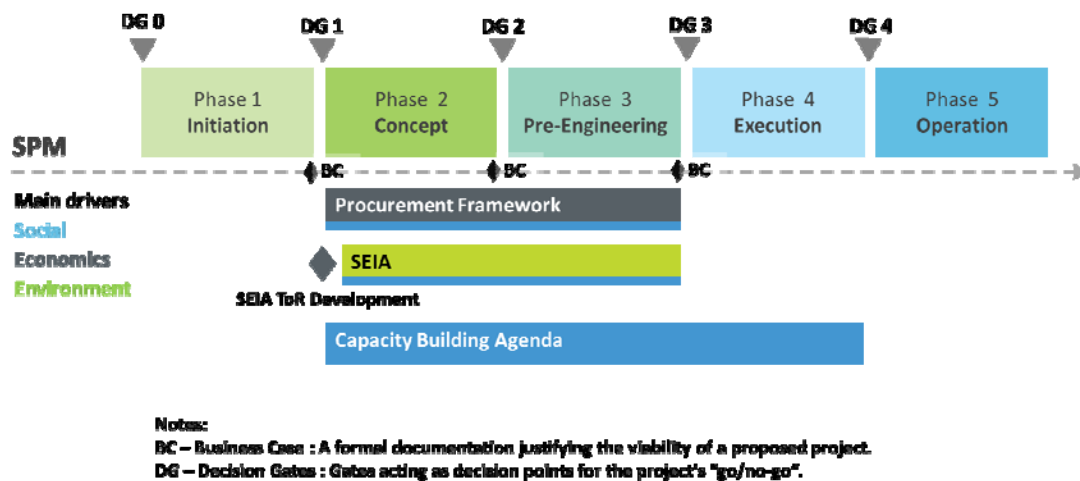 DG 0 DG 1 DG 2 DG 3 DG 4
Phase 1 Phase 2 Phase 3 Phase 4 Phase 5
Initiation Concept Pre-Engineering Execution Operation
SPM
BC BC BC
Main drivers
Procurement Framework
Social
Economics
SEIA
Environment
SEIA ToR Development
Capacity Building Agenda
Notes:
BC – Business Case : A formal documentation justifying the viability of a proposed project.
DG – Decision Gates : Gates acting as decision points for the project's "go/no-go".